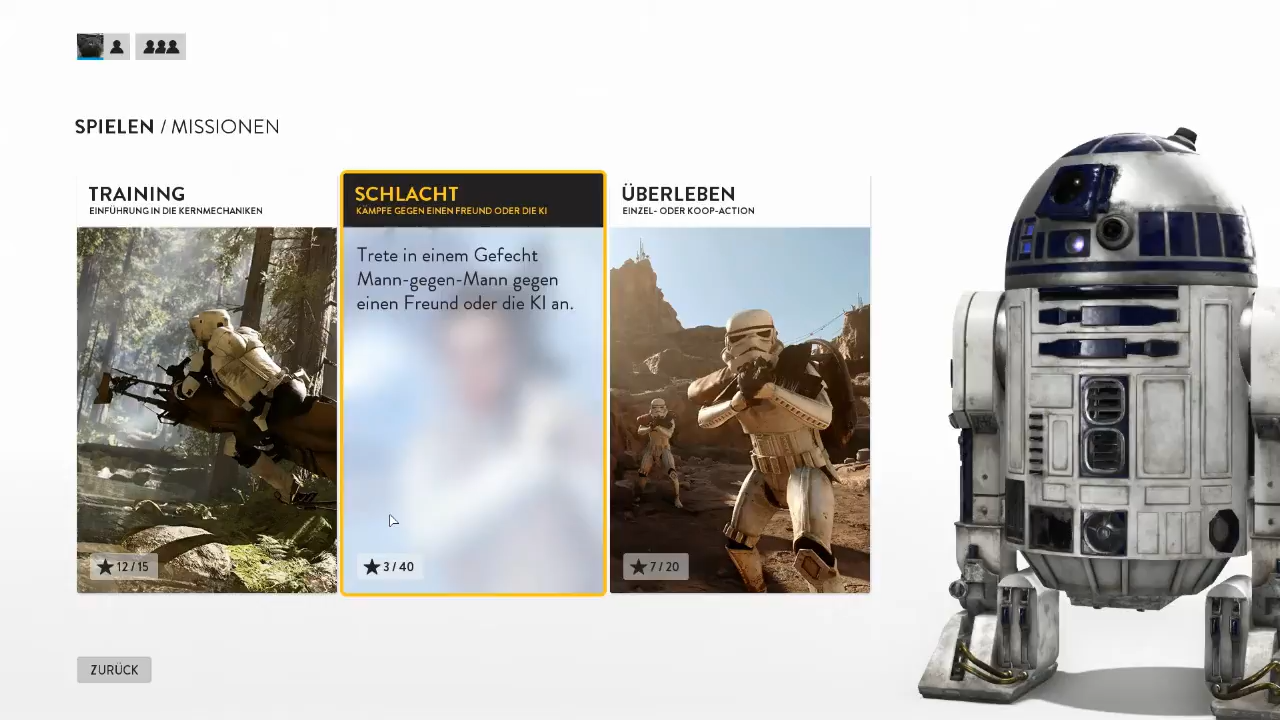 SPIELEN / MISSIONEN
TRAINING
EINFÜHRUNG IN DIE KERNMECHANIKEN
12 / 15
SCHLACHT
KÄMPFE GEGEN EINEN FREUND ODER DIE KI
Trete in einem Gefecht
Mann-gegen-Mann gegen
einen Freund oder die KI an.
3 / 40
ÜBERLEBEN
EINZEL- ODER KOOP-ACTION
7 / 20
ZURÜCK